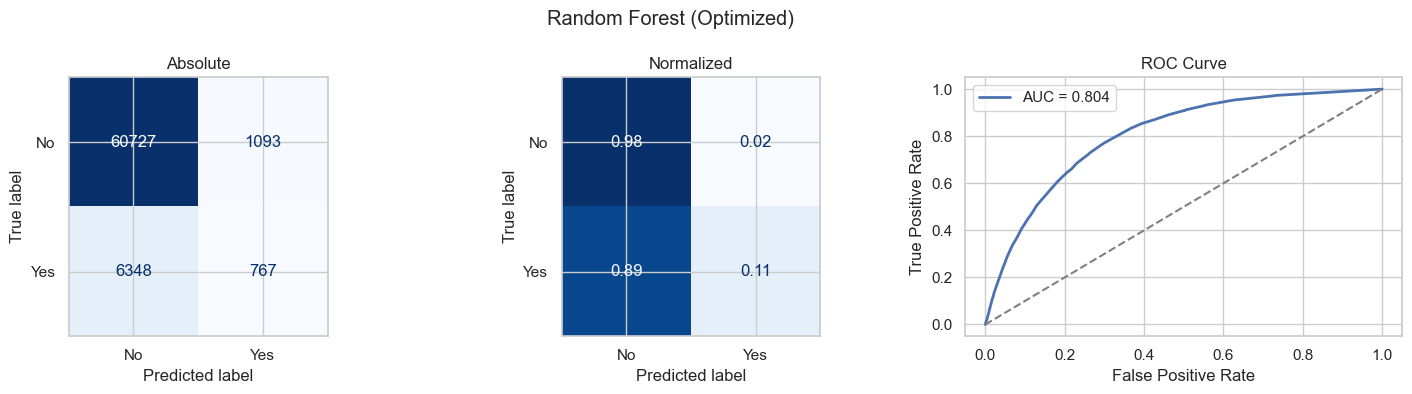 Random Forest (Optimized)
Absolute
No
60727
1093
Yes
6348
767
No
Yes
True label
Predicted label
Normalized
No
0.98
0.02
Yes
0.89
0.11
No
Yes
True label
Predicted label
ROC Curve
AUC = 0.804
1.0
0.8
0.6
0.4
0.2
0.0
0.0
0.2
0.4
0.6
0.8
1.0
True Positive Rate
False Positive Rate